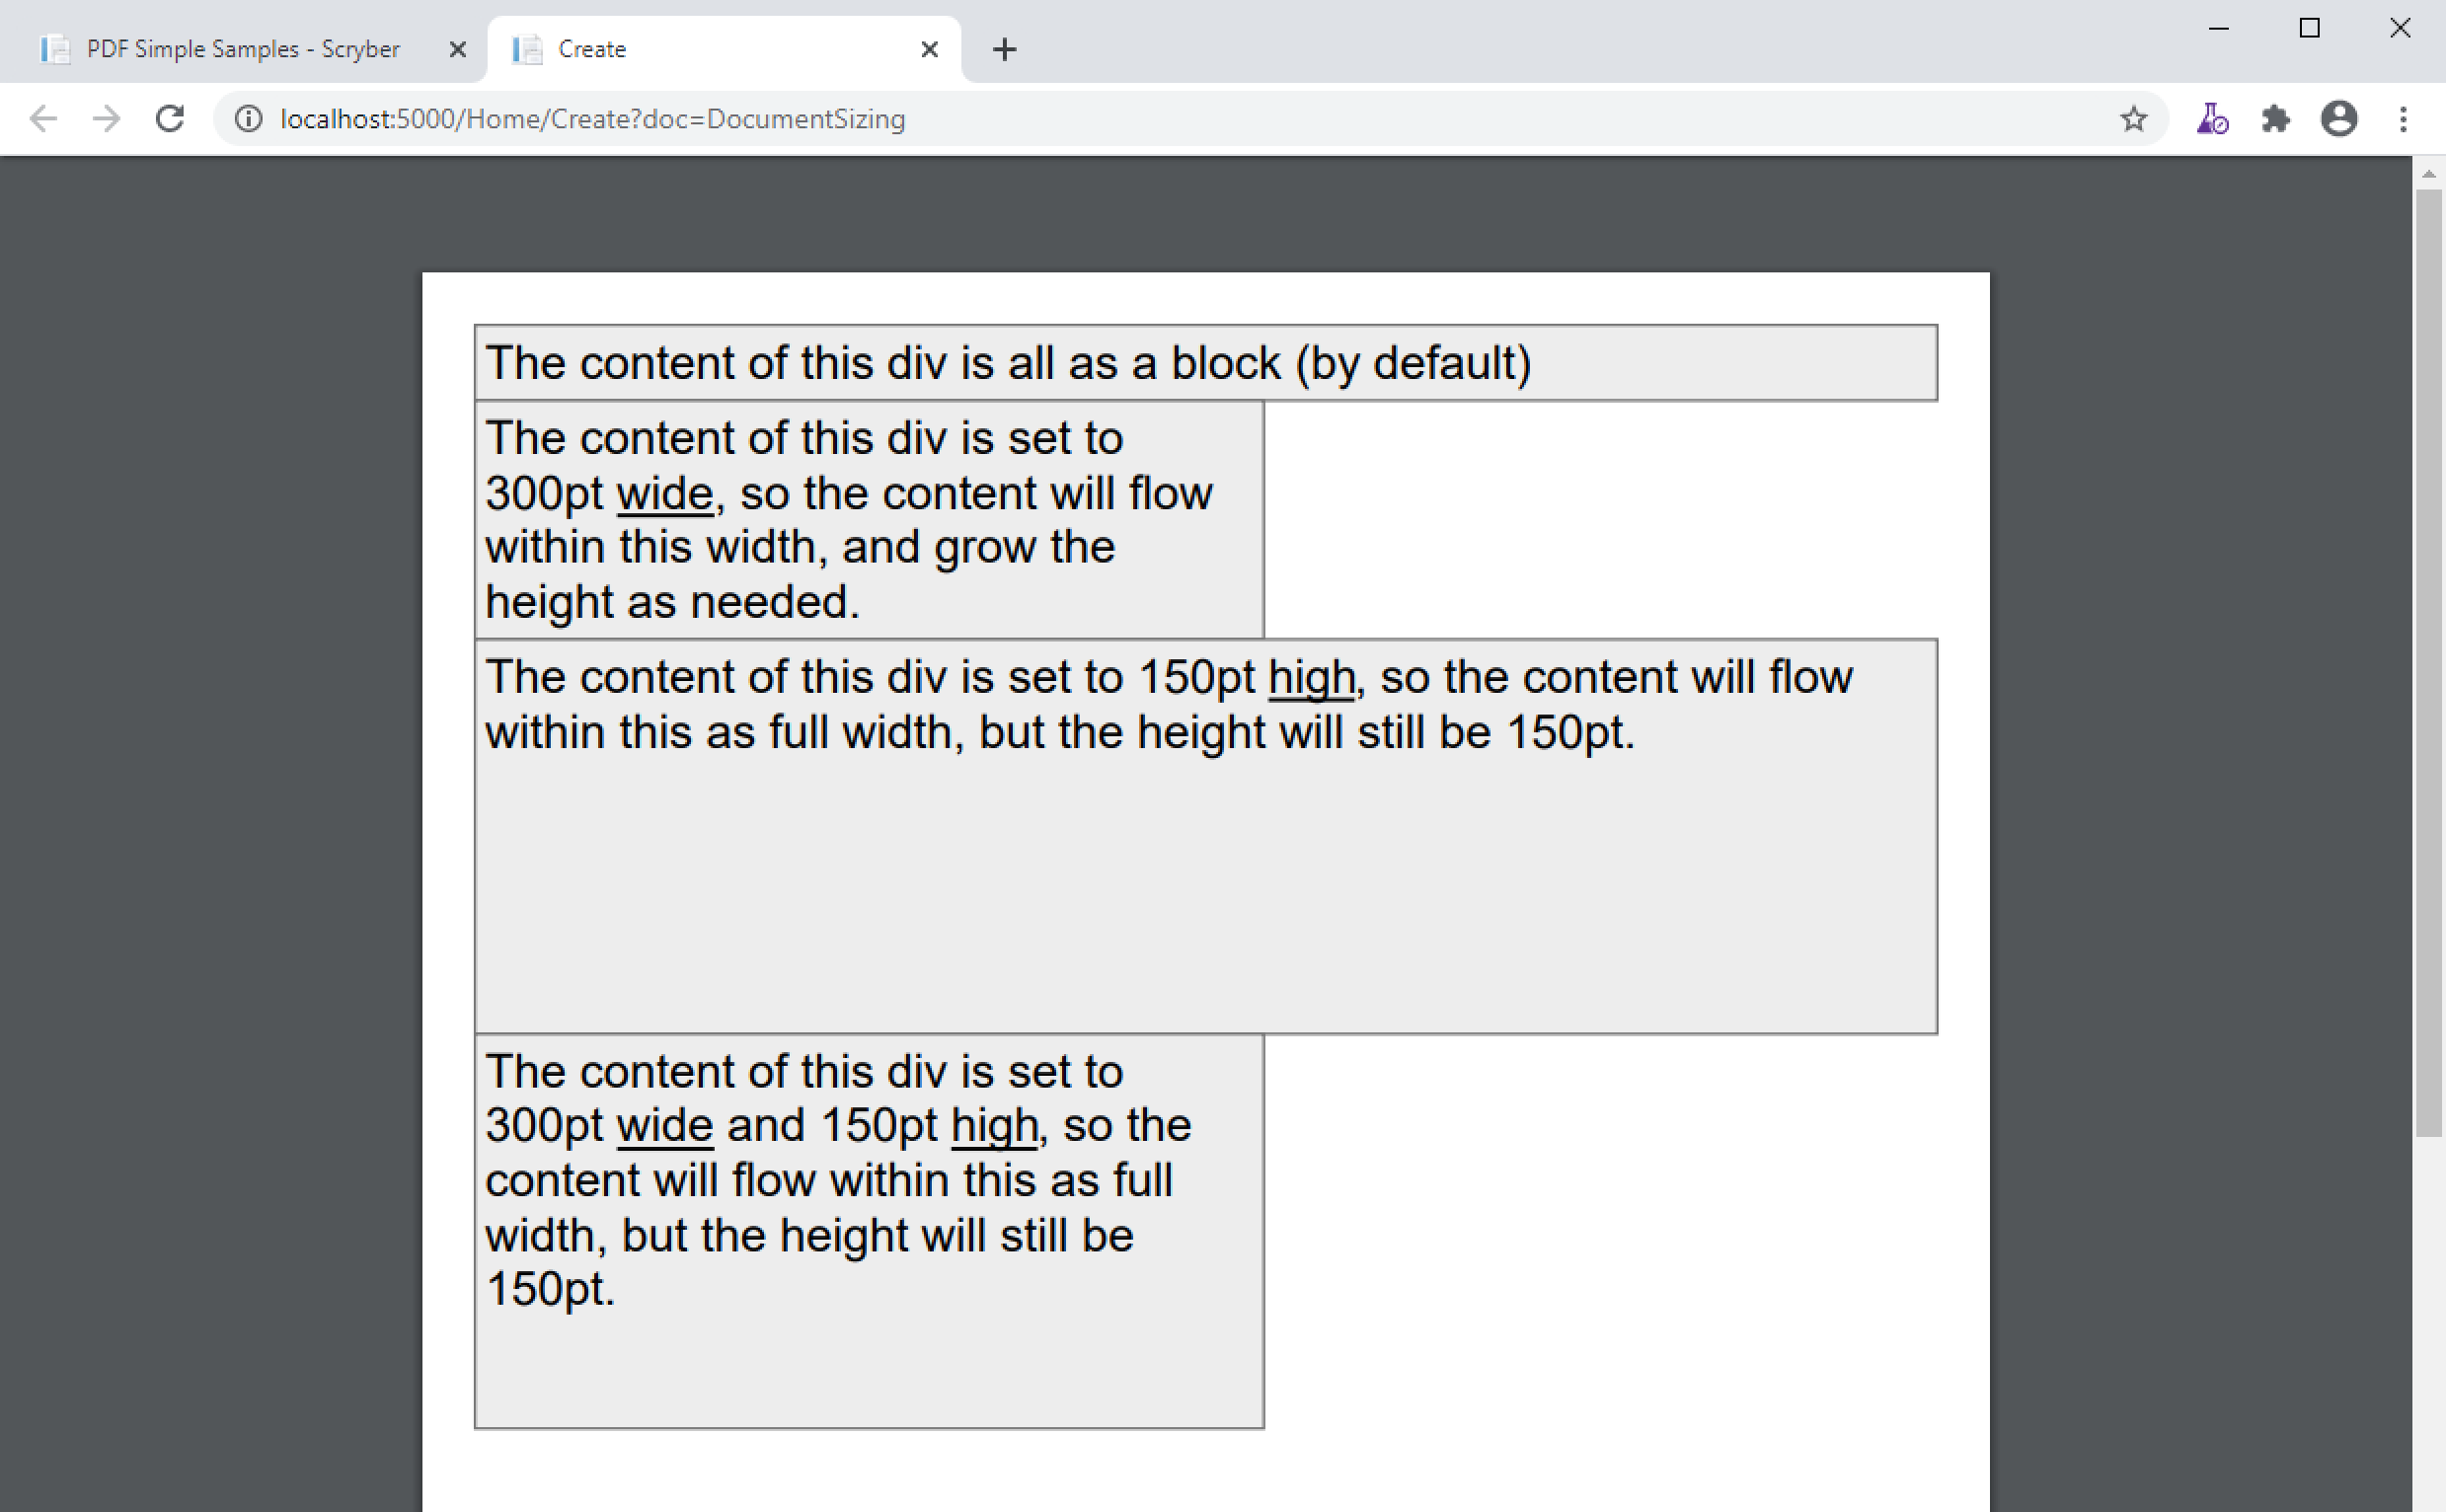 PDF Simple Samples - Scryber
Create
localhost:5000/Home/Create?doc=DocumentSizing
The content of this div is all as a block (by default)
The content of this div is set to
300pt wide, so the content will flow
within this width, and grow the
height as needed.
The content of this div is set to 150pt high, so the content will flow
within this as full width, but the height will still be 150pt.
The content of this div is set to
300pt wide and 150pt high, so the
content will flow within this as full
width, but the height will still be
150pt.